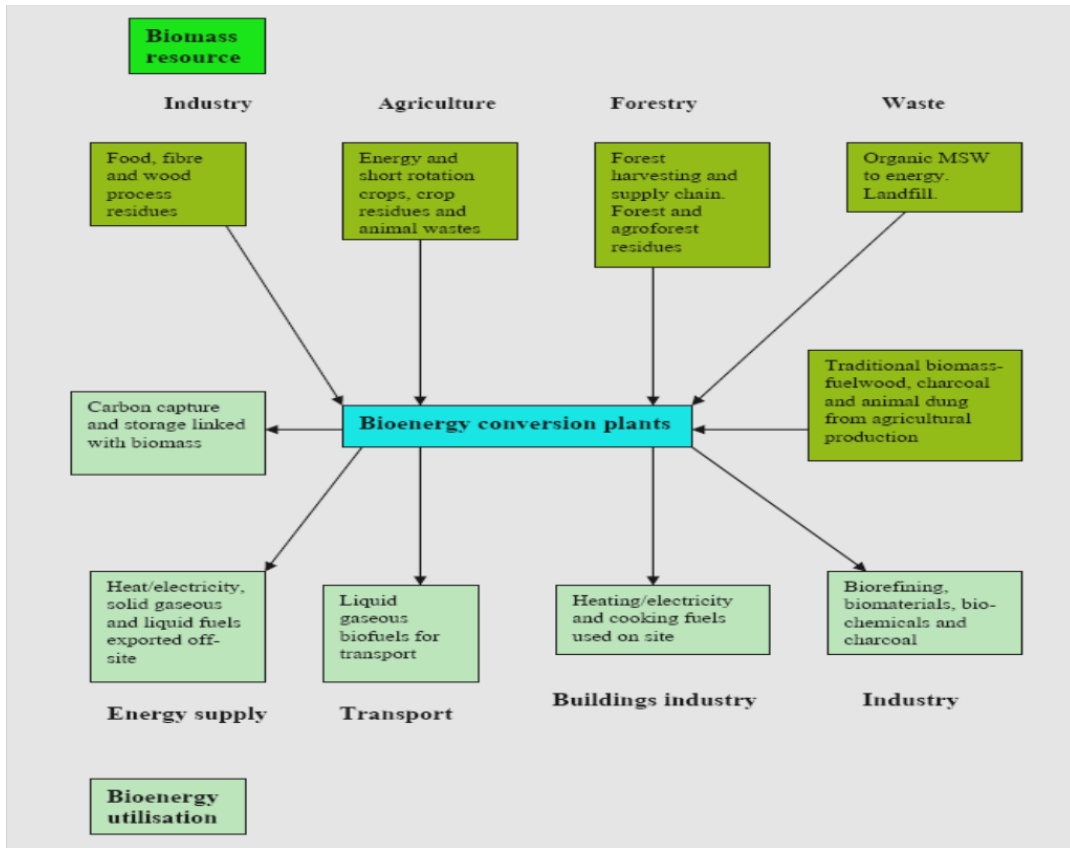 Biomass
resource
Industry
Agriculture
Forestry
Waste
Food, fibre
and wood
process
residues
Energy and
short rotation
crops, crop
residues and
animal wastes
Forest
harvesting and
supply chain.
Forest and
agroforest
residues
Organic MSW
to energy.
Landfill.
Traditional biomass-
fuelwood, charcoal
and animal dung
from agricultural
production
Carbon capture
and storage linked
with biomass
Bioenergy conversion plants
Heat/electricity,
solid gaseous
and liquid fuels
exported off-
site
Liquid
gaseous
biofuels for
transport
Heating/electricity
and cooking fuels
used on site
Biorefining,
biomaterials, bio-
chemicals and
charcoal
Energy supply
Transport
Buildings industry
Industry
Bioenergy
utilisation